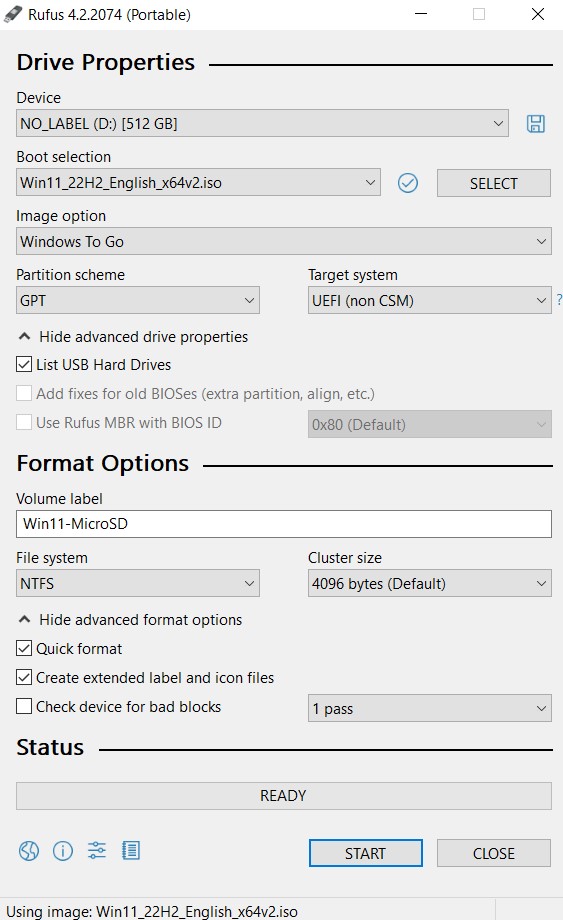 Rufus 4.2.2074 (Portable)
Drive Properties
Device
NO_LABEL (D:) [512 GB]
Boot selection
Win11_22H2_English_x64v2.iso
SELECT
Image option
Windows To Go
Partition scheme
Target system
GPT
UEFI (non CSM)
?
Hide advanced drive properties
List USB Hard Drives
Add fixes for old BIOSes (extra partition, align, etc.)
Use Rufus MBR with BIOS ID
0x80 (Default)
Format Options
Volume label
Win11-MicroSD
File system
Cluster size
NTFS
4096 bytes (Default)
Hide advanced format options
Quick format
Create extended label and icon files
Check device for bad blocks
1 pass
Status
READY
START
CLOSE
Using image: Win11_22H2_English_x64v2.iso